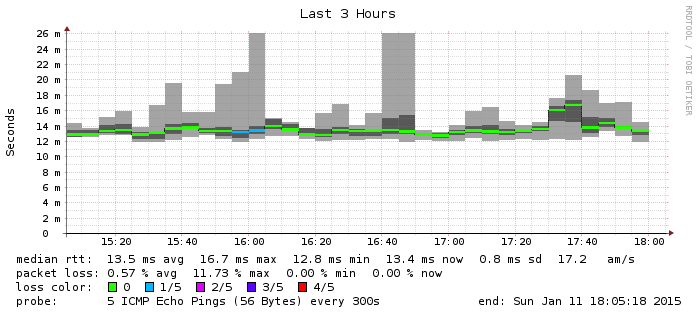 Last 3 Hours
RRDTOOL / TOBI OETIKER
Seconds
26 m
24 m
22 m
20 m
18 m
16 m
14 m
12 m
10 m
8 m
6 m
4 m
2 m
0
15:20 15:40 16:00 16:20 16:40 17:00 17:20 17:40 18:00
median rtt: 13.5 ms avg 16.7 ms max 12.8 ms min 13.4 ms now 0.8 ms sd 17.2 am/s
packet loss: 0.57 % avg 11.73 % max 0.00 % min 0.00 % now
loss color: 0 1/5 2/5 3/5 4/5
probe: 5 ICMP Echo Pings (56 Bytes) every 300s end: Sun Jan 11 18:05:18 2015